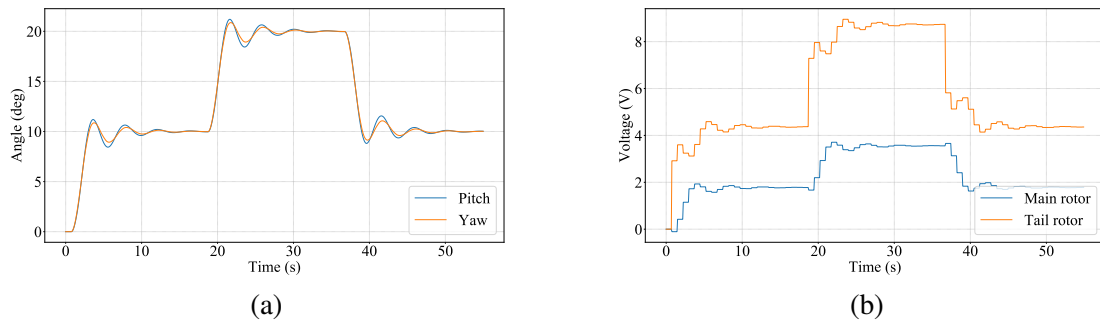 20
15
10
5
0
Angle (deg)
Pitch
Yaw
0 10 20 30 40 50
Time (s)
(a)
8
6
4
2
0
Voltage (V)
Main rotor
Tail rotor
0 10 20 30 40 50
Time (s)
(b)